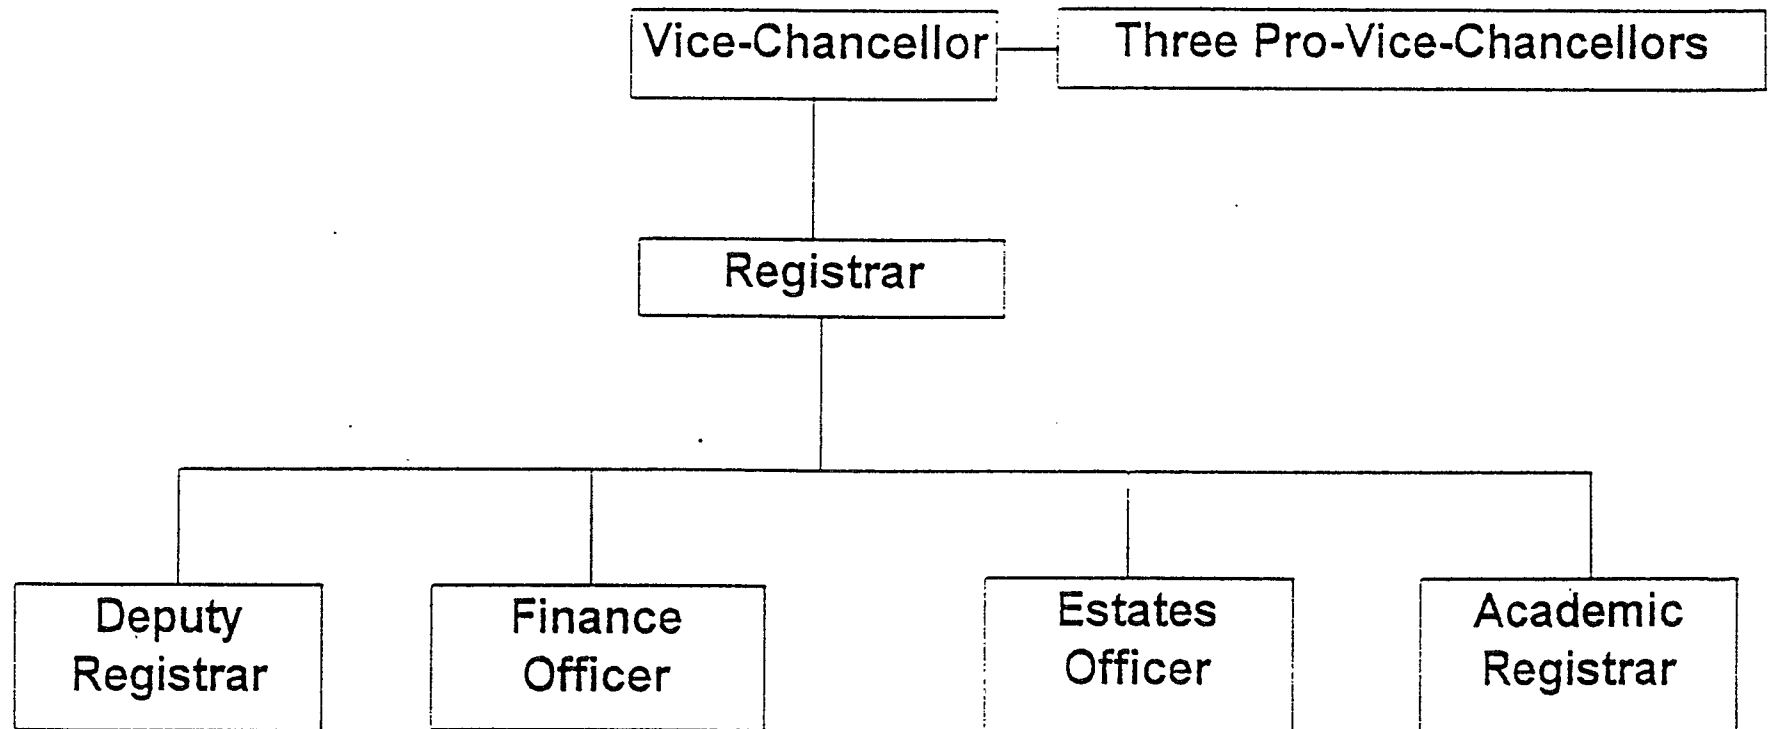 Vice-Chancellor
Three Pro-Vice-Chancellors
Registrar
Deputy
Registrar
Finance
Officer
Estates
Officer
Academic
Registrar